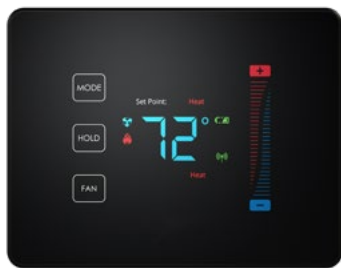 MODE
Set Point: Heat
HOLD
72°
Heat
FAN
+
-